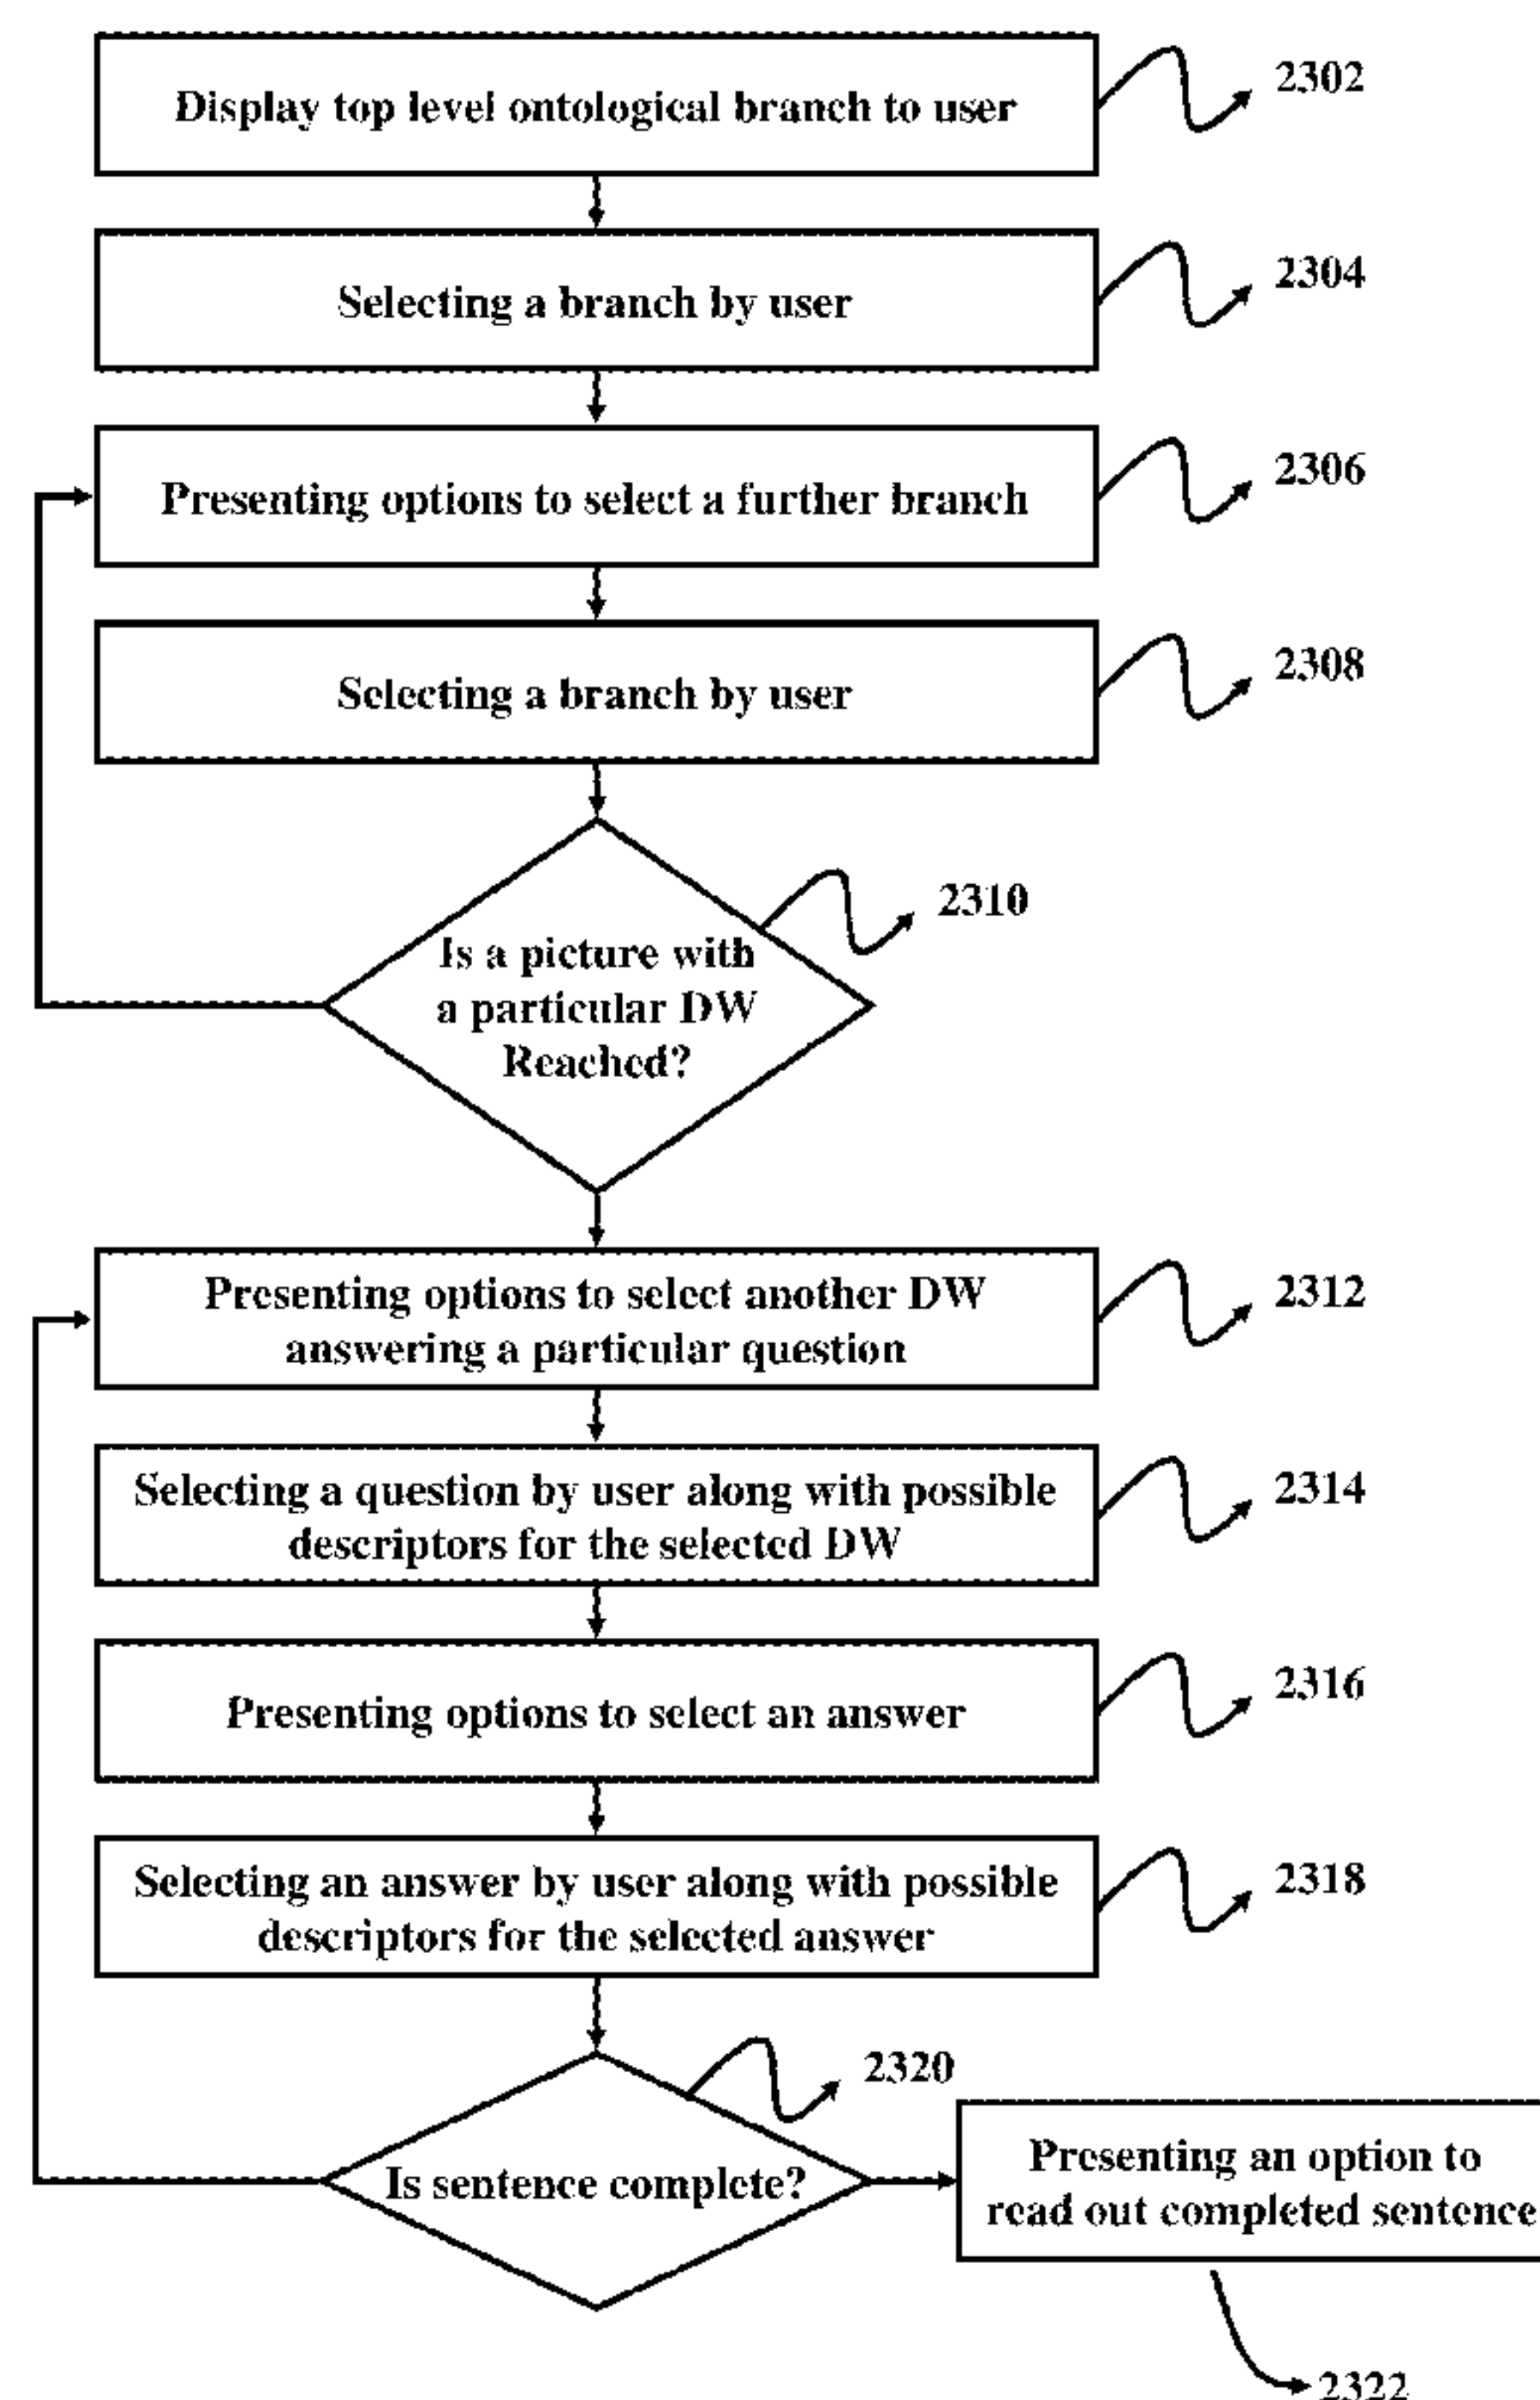 Display top level ontological branch to user
2302
Selecting a branch by user
2304
Presenting options to select a further branch
2306
Selecting a branch by user
2308
2310
Is a picture with
a particular DW
Reached?
Presenting options to select another DW
answering a particular question
2312
Selecting a question by user along with possible
descriptors for the selected DW
2314
Presenting options to select an answer
2316
Selecting an answer by user along with possible
descriptors for the selected answer
2318
2320
Is sentence complete?
Presenting an option to
read out completed sentence
2322